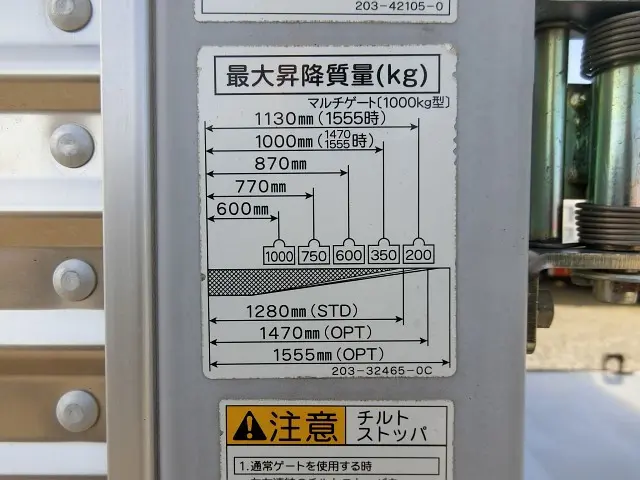 203-42105-0
最大昇降質量(kg)
マルチゲート〔1000kg型〕
1130mm(1555時)
1000mm(1470 1555時)
870mm
770mm
600mm
1000 750 600 350 200
1280mm(STD)
1470mm(OPT)
1555mm(OPT)
203-32465-0C
注意 チルト
ストッパ
1.通常ゲートを使用する時